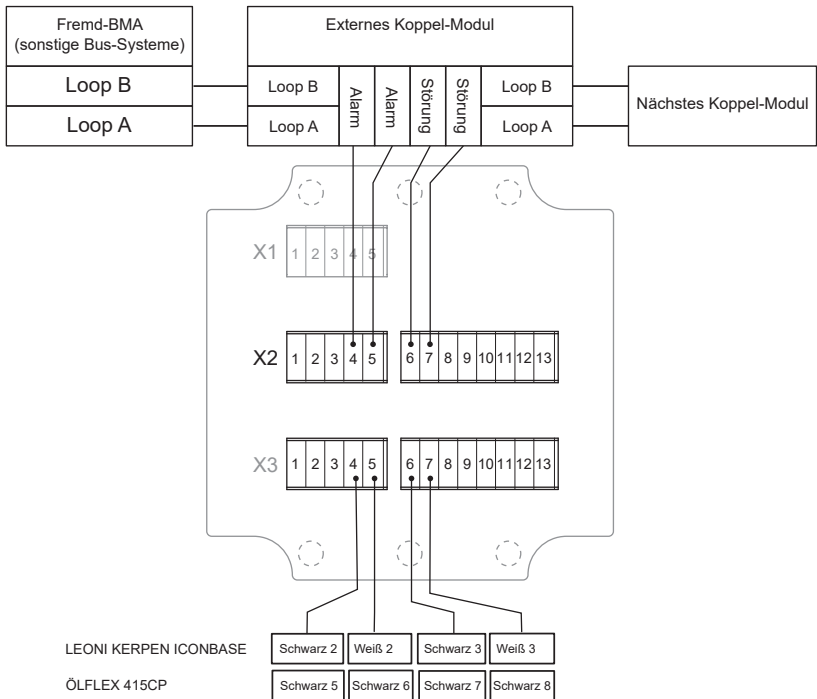 Fremd-BMA
(sonstige Bus-Systeme)
Loop B
Loop A
Externes Koppel-Modul
Loop B
Loop A
Alarm
Alarm
Störung
Störung
Loop B
Loop A
Nächstes Koppel-Modul
X1 1 2 3 4 5
X2 1 2 3 4 5 6 7 8 9 10 11 12 13
X3 1 2 3 4 5 6 7 8 9 10 11 12 13
LEONI KERPEN ICONBASE Schwarz 2 Weiß 2 Schwarz 3 Weiß 3
ÖLFLEX 415CP Schwarz 5 Schwarz 6 Schwarz 7 Schwarz 8